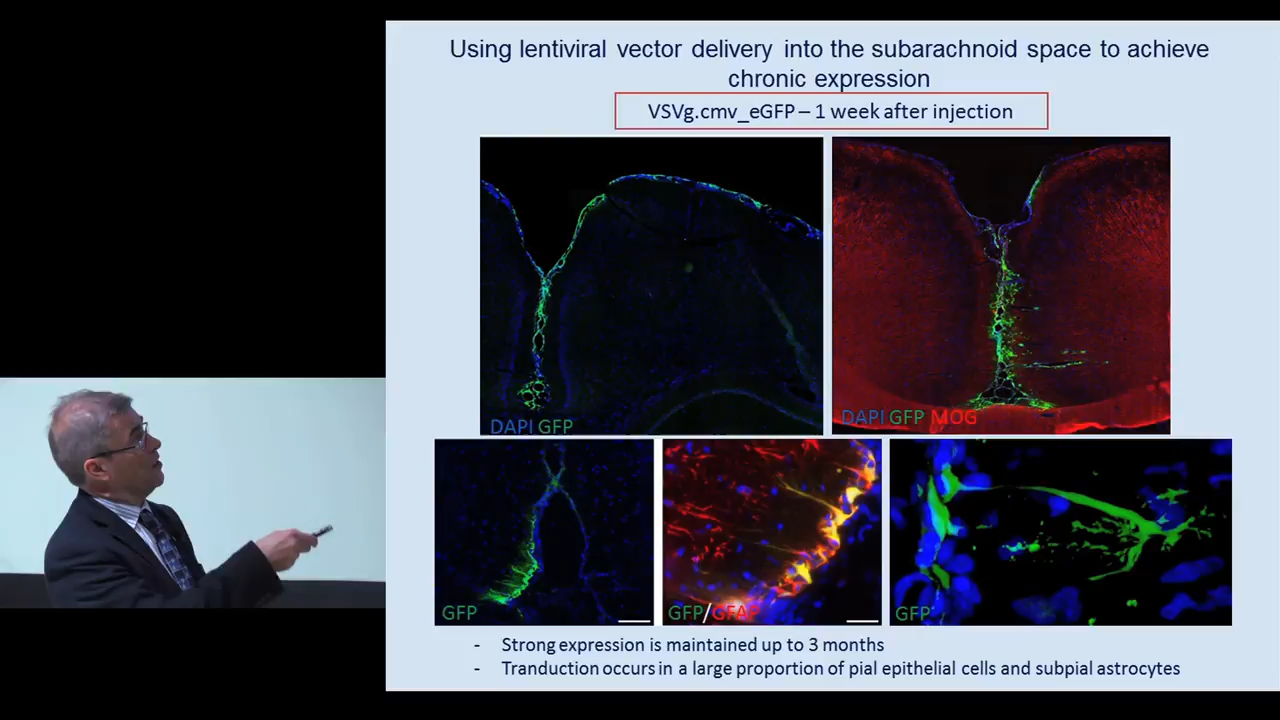 Using lentiviral vector delivery into the subarachnoid space to achieve
chronic expression
VSVg.cmv_eGFP – 1 week after injection
DAPI GFP
DAPI GFP MOG
GFP
GFP/GFAP
GFP
- Strong expression is maintained up to 3 months
- Tranduction occurs in a large proportion of pial epithelial cells and subpial astrocytes